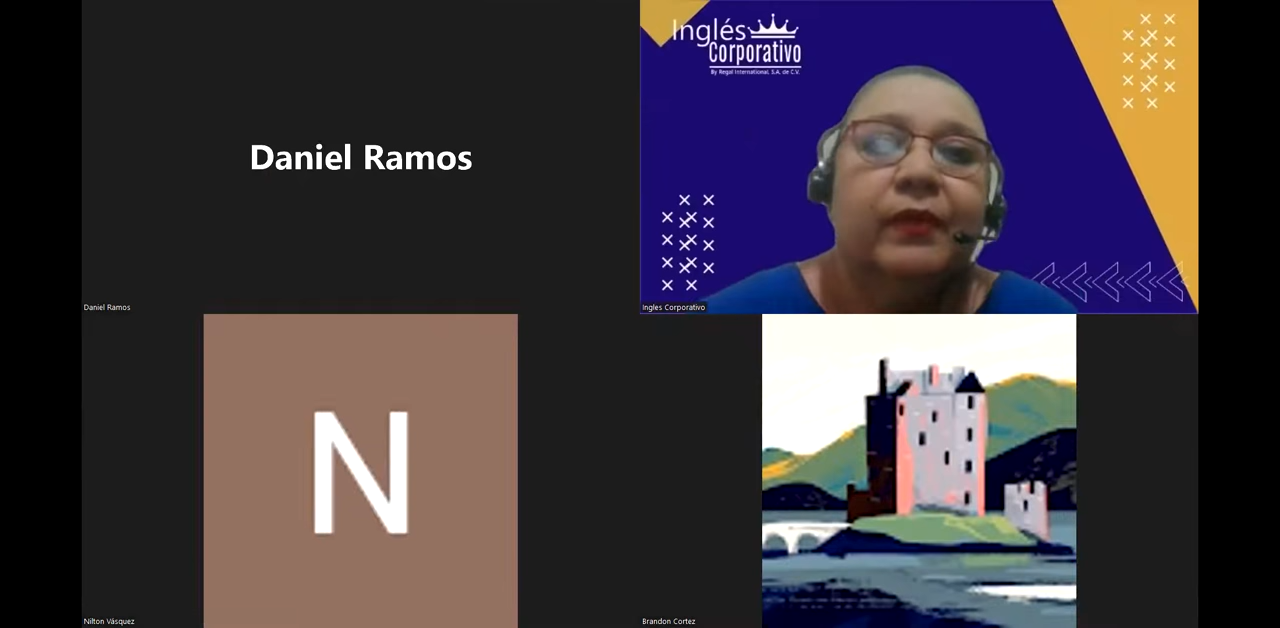 Daniel Ramos
Daniel Ramos
Inglés
Corporativo
By Regal International. S.A. de C.V.
Ingles Corporativo
N
Nilton Vásquez
Brandon Cortez